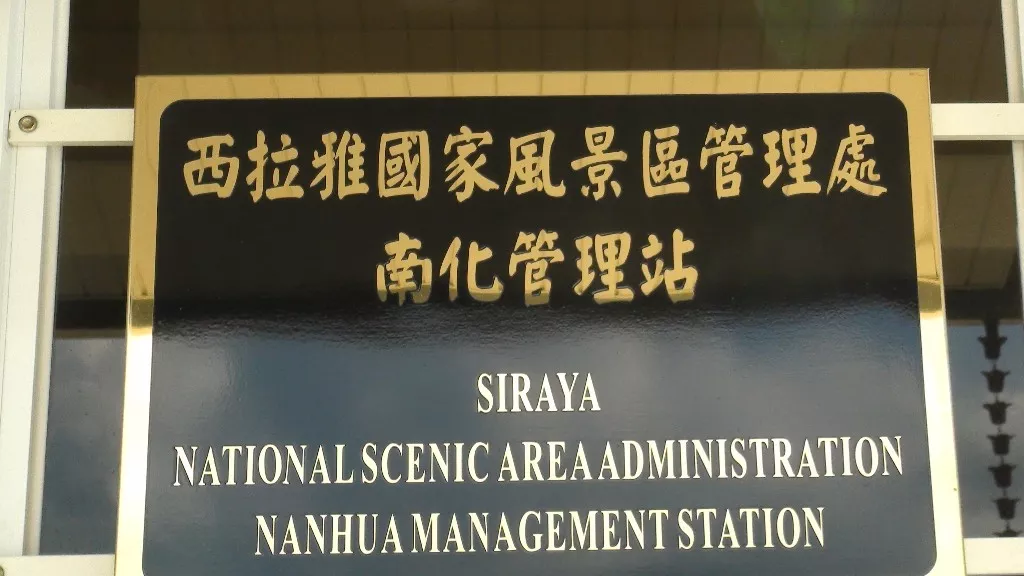 西拉雅國家風景區管理處
南化管理站
SIRAYA
NATIONAL SCENIC AREA ADMINISTRATION
NANHUA MANAGEMENT STATION